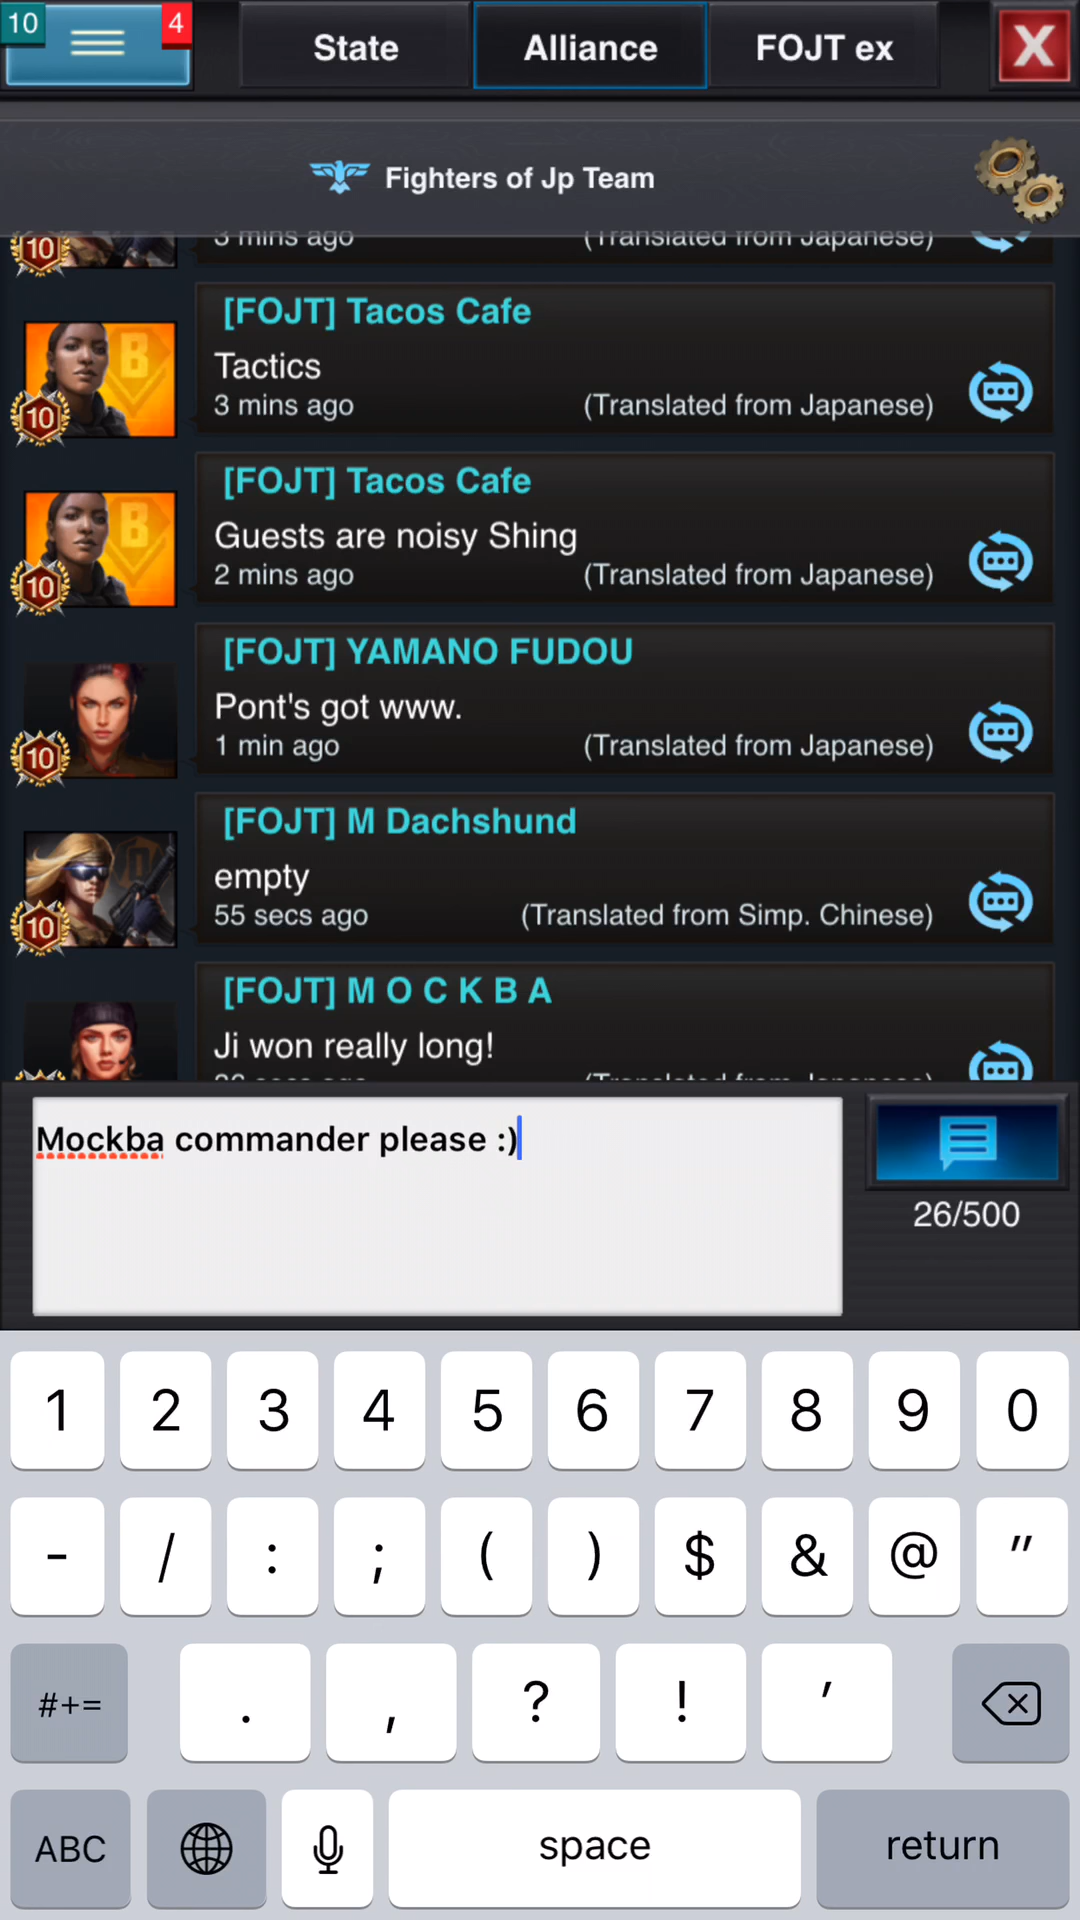 10
4
State
Alliance
FOJT ex
X
Fighters of Jp Team
10
3 mins ago
(Translated from Japanese)
[FOJT] Tacos Cafe
B
Tactics
10
3 mins ago
(Translated from Japanese)
[FOJT] Tacos Cafe
B
Guests are noisy Shing
10
2 mins ago
(Translated from Japanese)
[FOJT] YAMANO FUDOU
Pont's got www.
10
1 min ago
(Translated from Japanese)
[FOJT] M Dachshund
empty
10
55 secs ago
(Translated from Simp. Chinese)
[FOJT] M O C K B A
Ji won really long!
Mockba commander please :)
26/500
1 2 3 4 5 6 7 8 9 0
- / : ; ( ) $ & @ "
#+= . , ? ! '
ABC space return